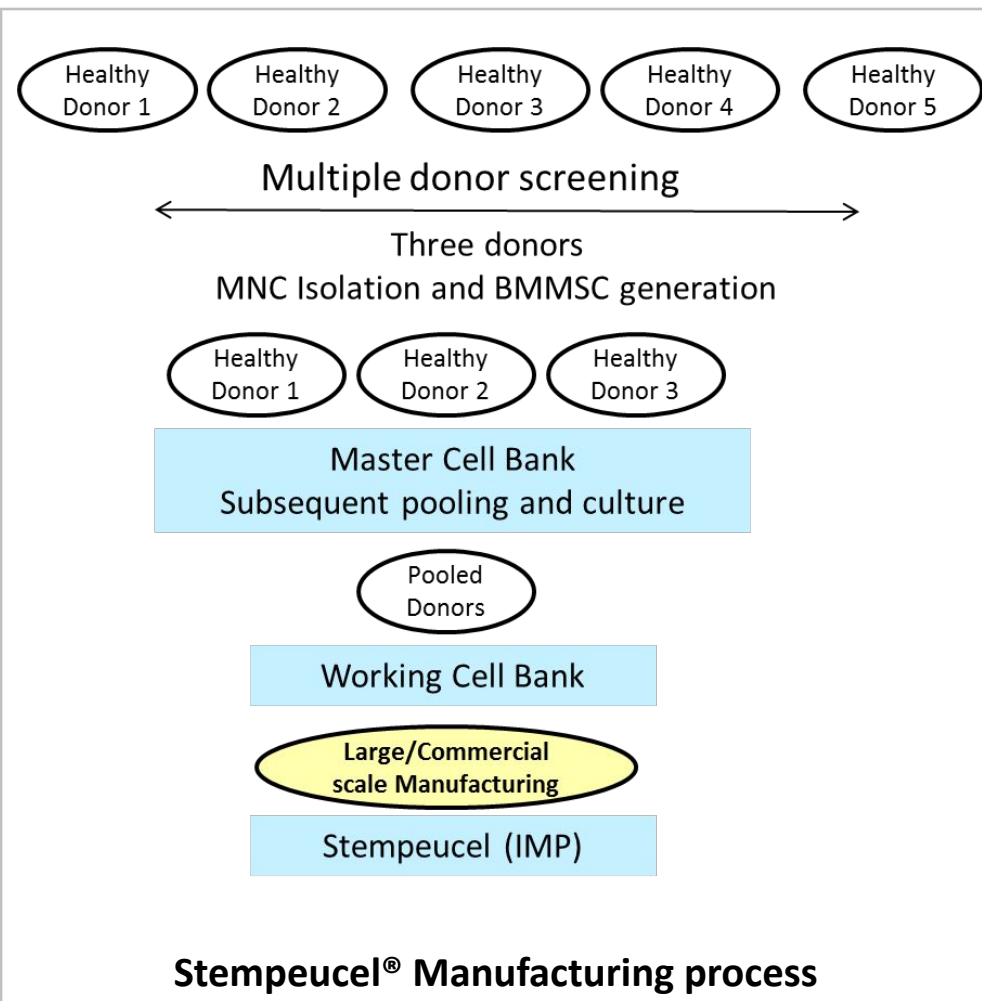 Healthy Donor 1
Healthy Donor 2
Healthy Donor 3
Healthy Donor 4
Healthy Donor 5
Multiple donor screening
Three donors
MNC Isolation and BMMSC generation
Healthy Donor 1
Healthy Donor 2
Healthy Donor 3
Master Cell Bank
Subsequent pooling and culture
Pooled
Donors
Working Cell Bank
Large/Commercial
scale Manufacturing
Stempeucel (IMP)
Stempeucel® Manufacturing process